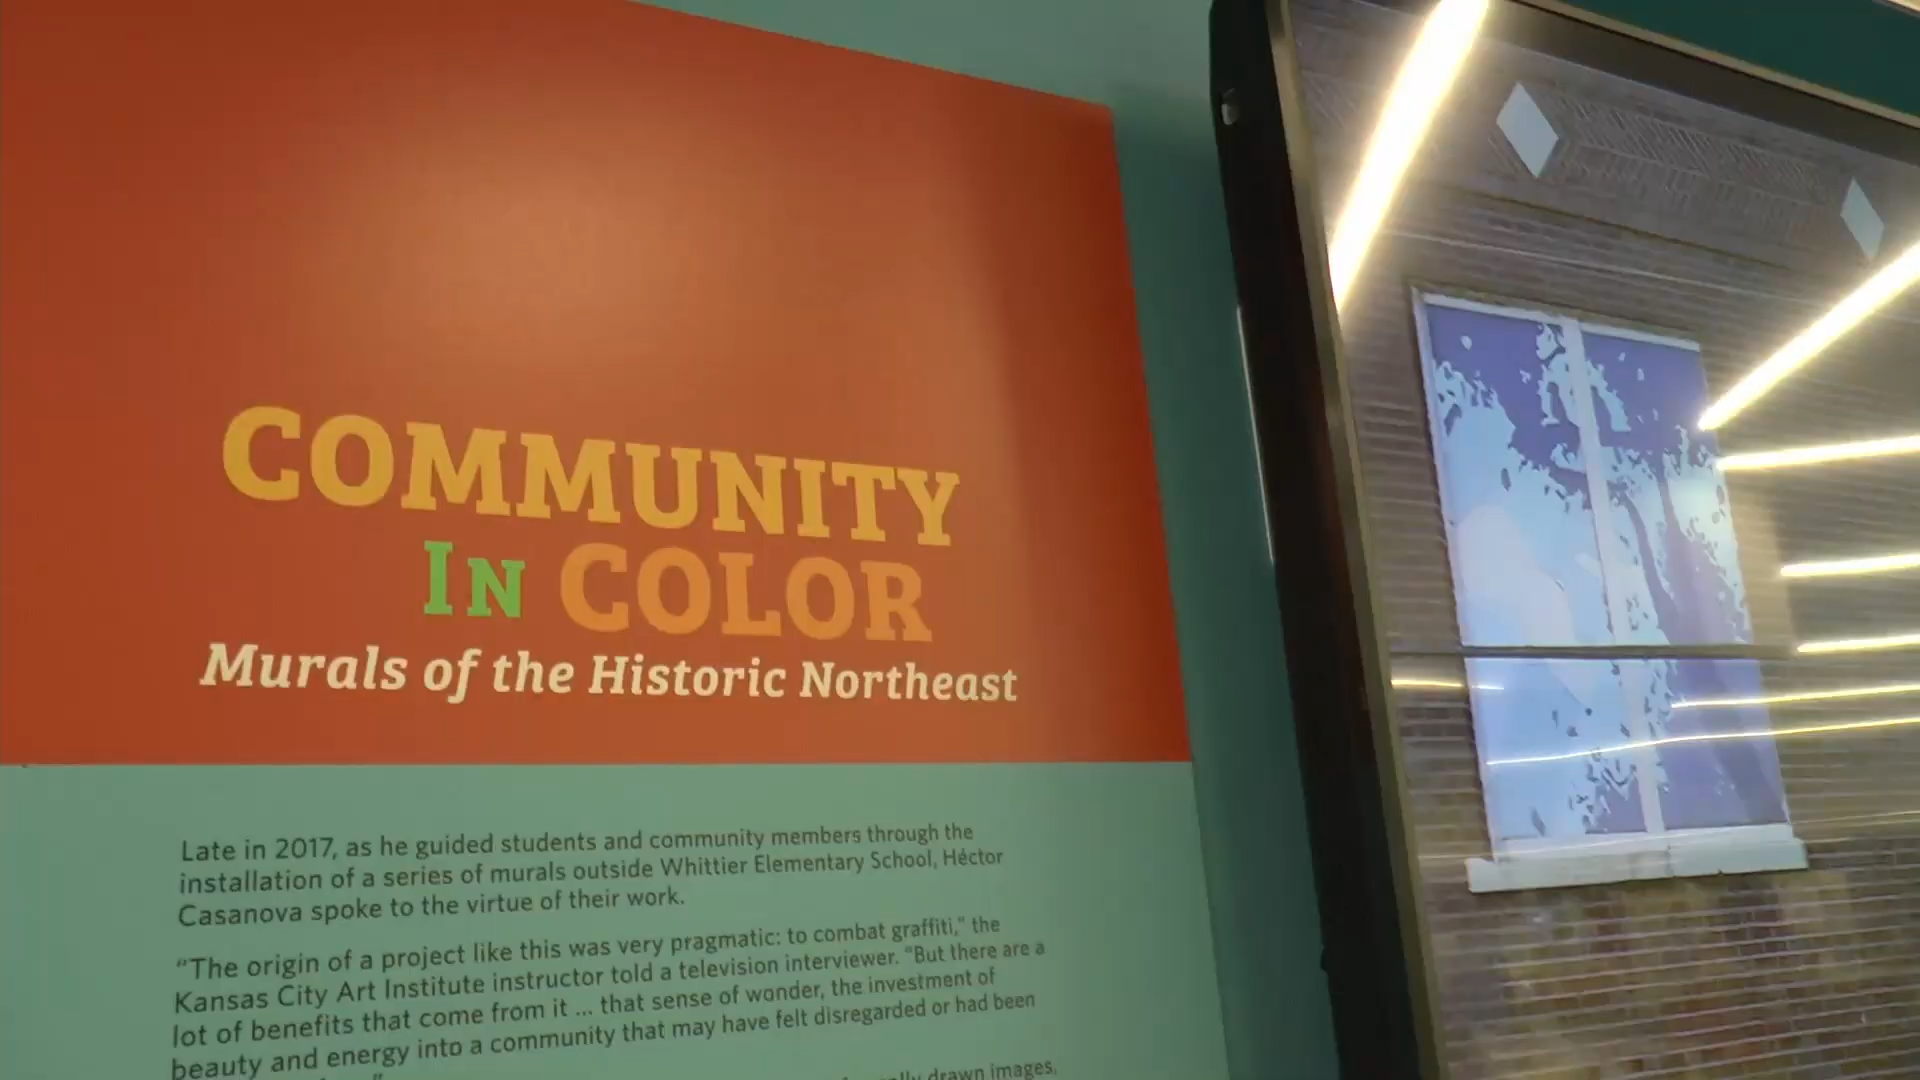 COMMUNITY
IN COLOR
Murals of the Historic Northeast
Late in 2017, as he guided students and community members through the
installation of a series of murals outside Whittier Elementary School, Héctor
Casanova spoke to the virtue of their work.
“The origin of a project like this was very pragmatic: to combat graffiti,” the
Kansas City Art Institute instructor told a television interviewer. “But there are a
lot of benefits that come from it ... that sense of wonder, the investment of
beauty and energy into a community that may have felt disregarded or had been
drawn images,